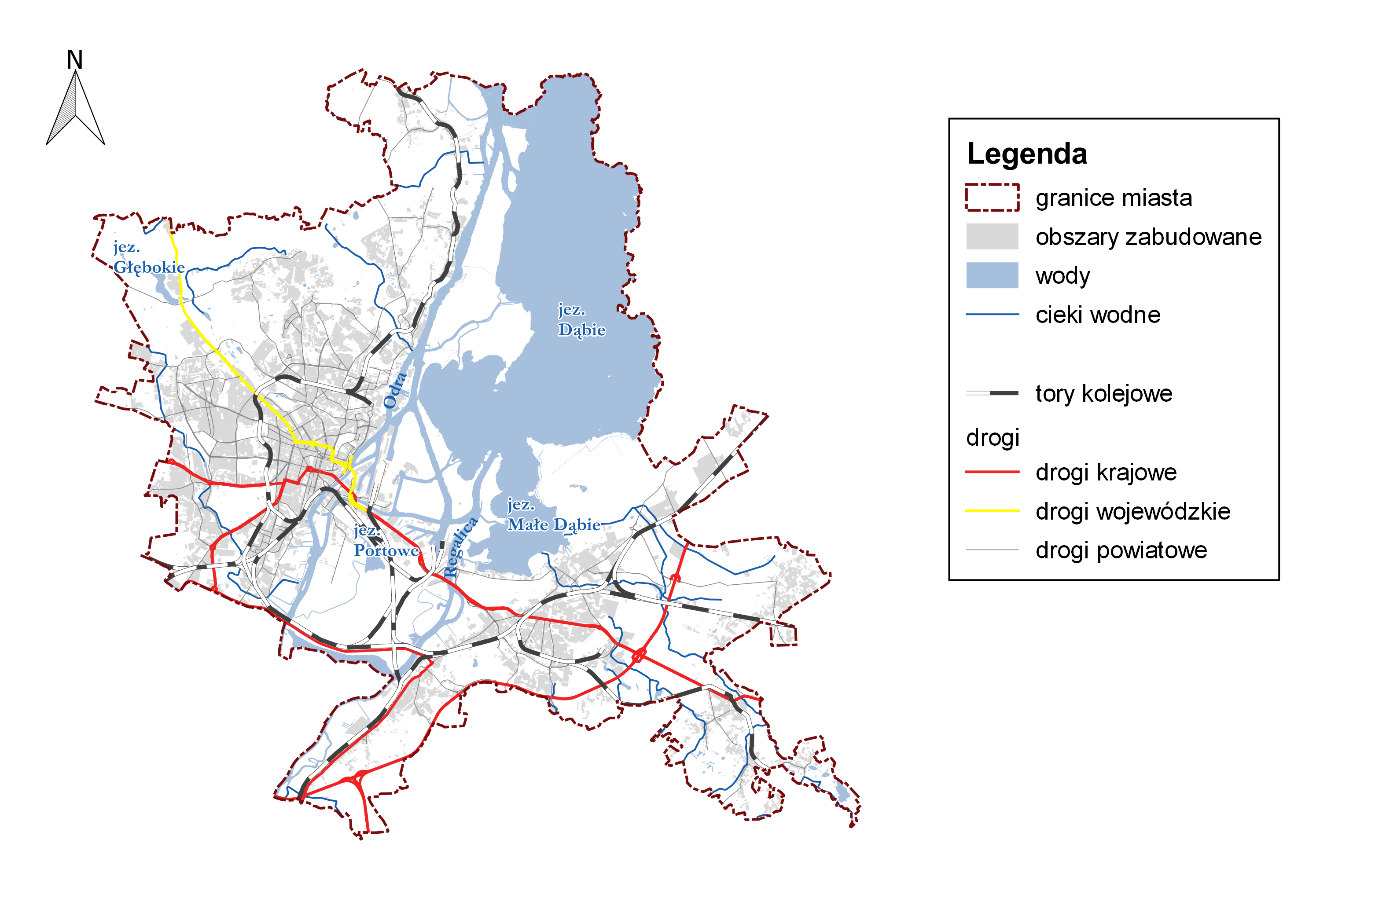 N
jez.
Głębokie
jez.
Dąbie
Odra
jez.
Małe Dąbie
jez.
Portowe
Regalica
Legenda
granice miasta
obszary zabudowane
wody
cieki wodne
tory kolejowe
drogi
drogi krajowe
drogi wojewódzkie
drogi powiatowe